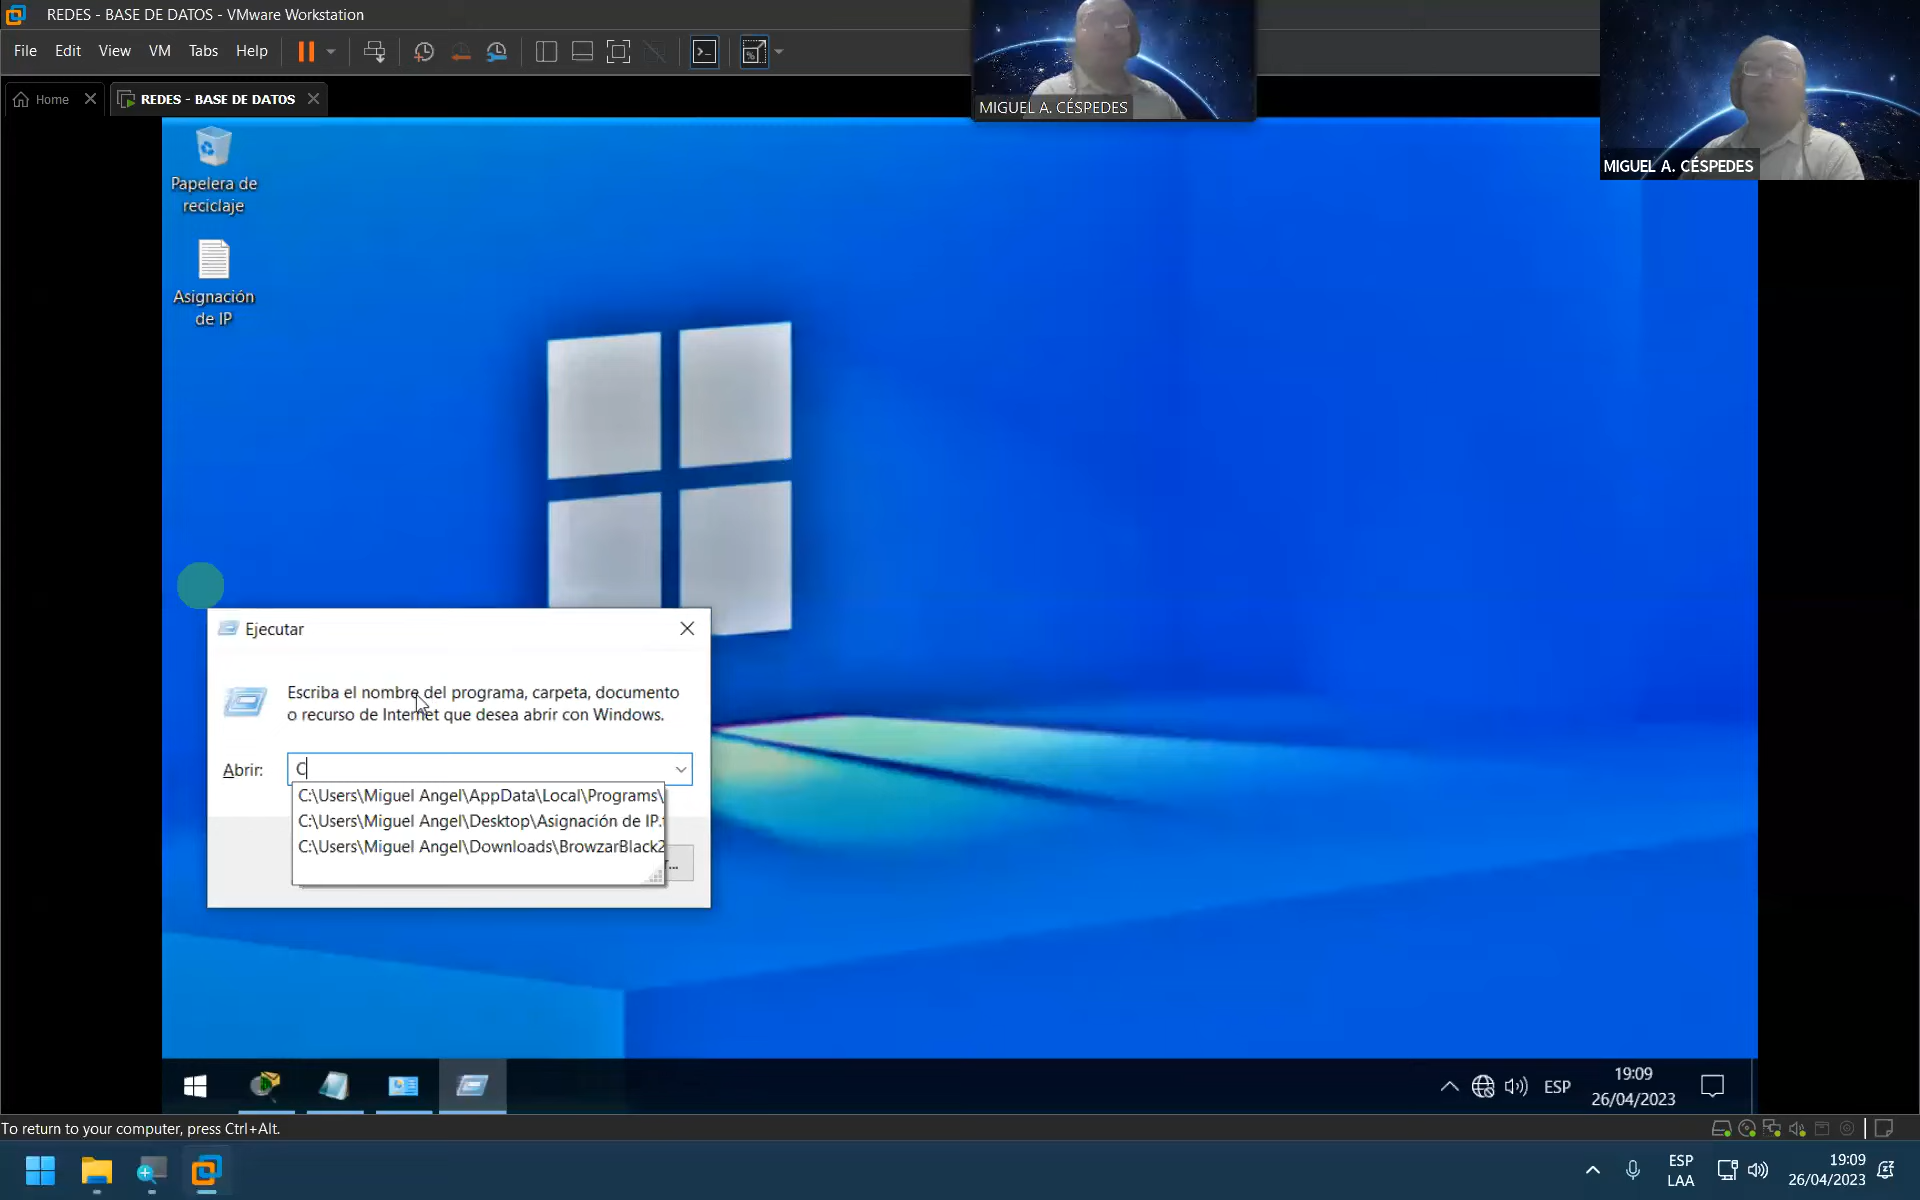 REDES - BASE DE DATOS - VMware Workstation
File Edit View VM Tabs Help
Home
REDES - BASE DE DATOS
MIGUEL A. CÉSPEDES
MIGUEL A. CÉSPEDES
Papelera de
reciclaje
Asignación
de IP
Ejecutar
Escriba el nombre del programa, carpeta, documento
o recurso de Internet que desea abrir con Windows.
Abrir:
C
C:\Users\Miguel Angel\AppData\Local\Programs\
C:\Users\Miguel Angel\Desktop\Asignación de IP.
C:\Users\Miguel Angel\Downloads\BrowzarBlack2
r...
ESP
19:09
26/04/2023
To return to your computer, press Ctrl+Alt.
ESP
LAA
19:09
26/04/2023